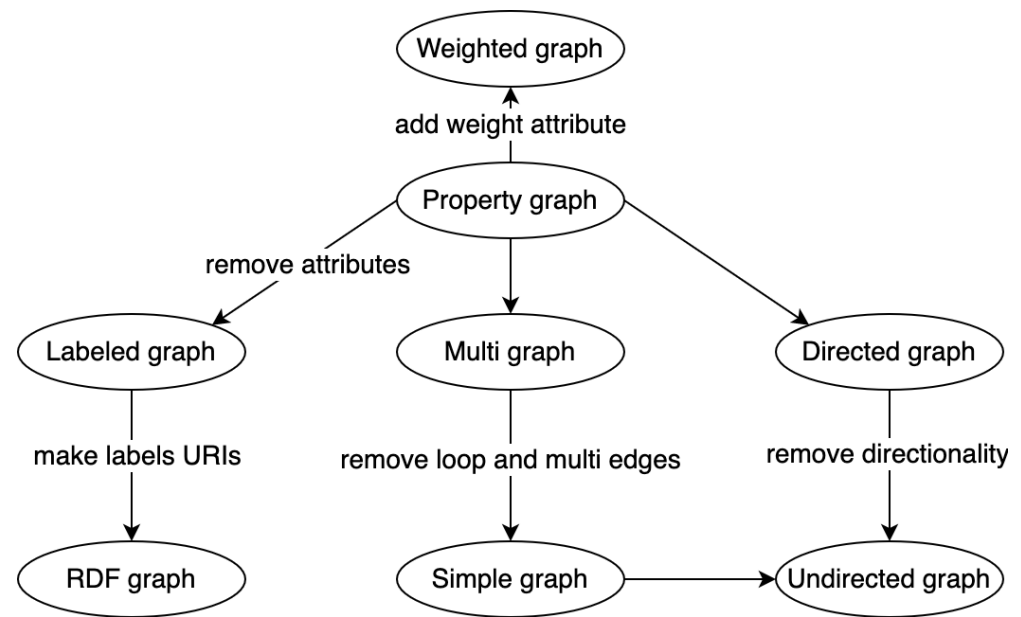 Weighted graph
add weight attribute
Property graph
remove attributes
Labeled graph
Multi graph
Directed graph
make labels URIs
remove loop and multi edges
remove directionality
RDF graph
Simple graph
Undirected graph